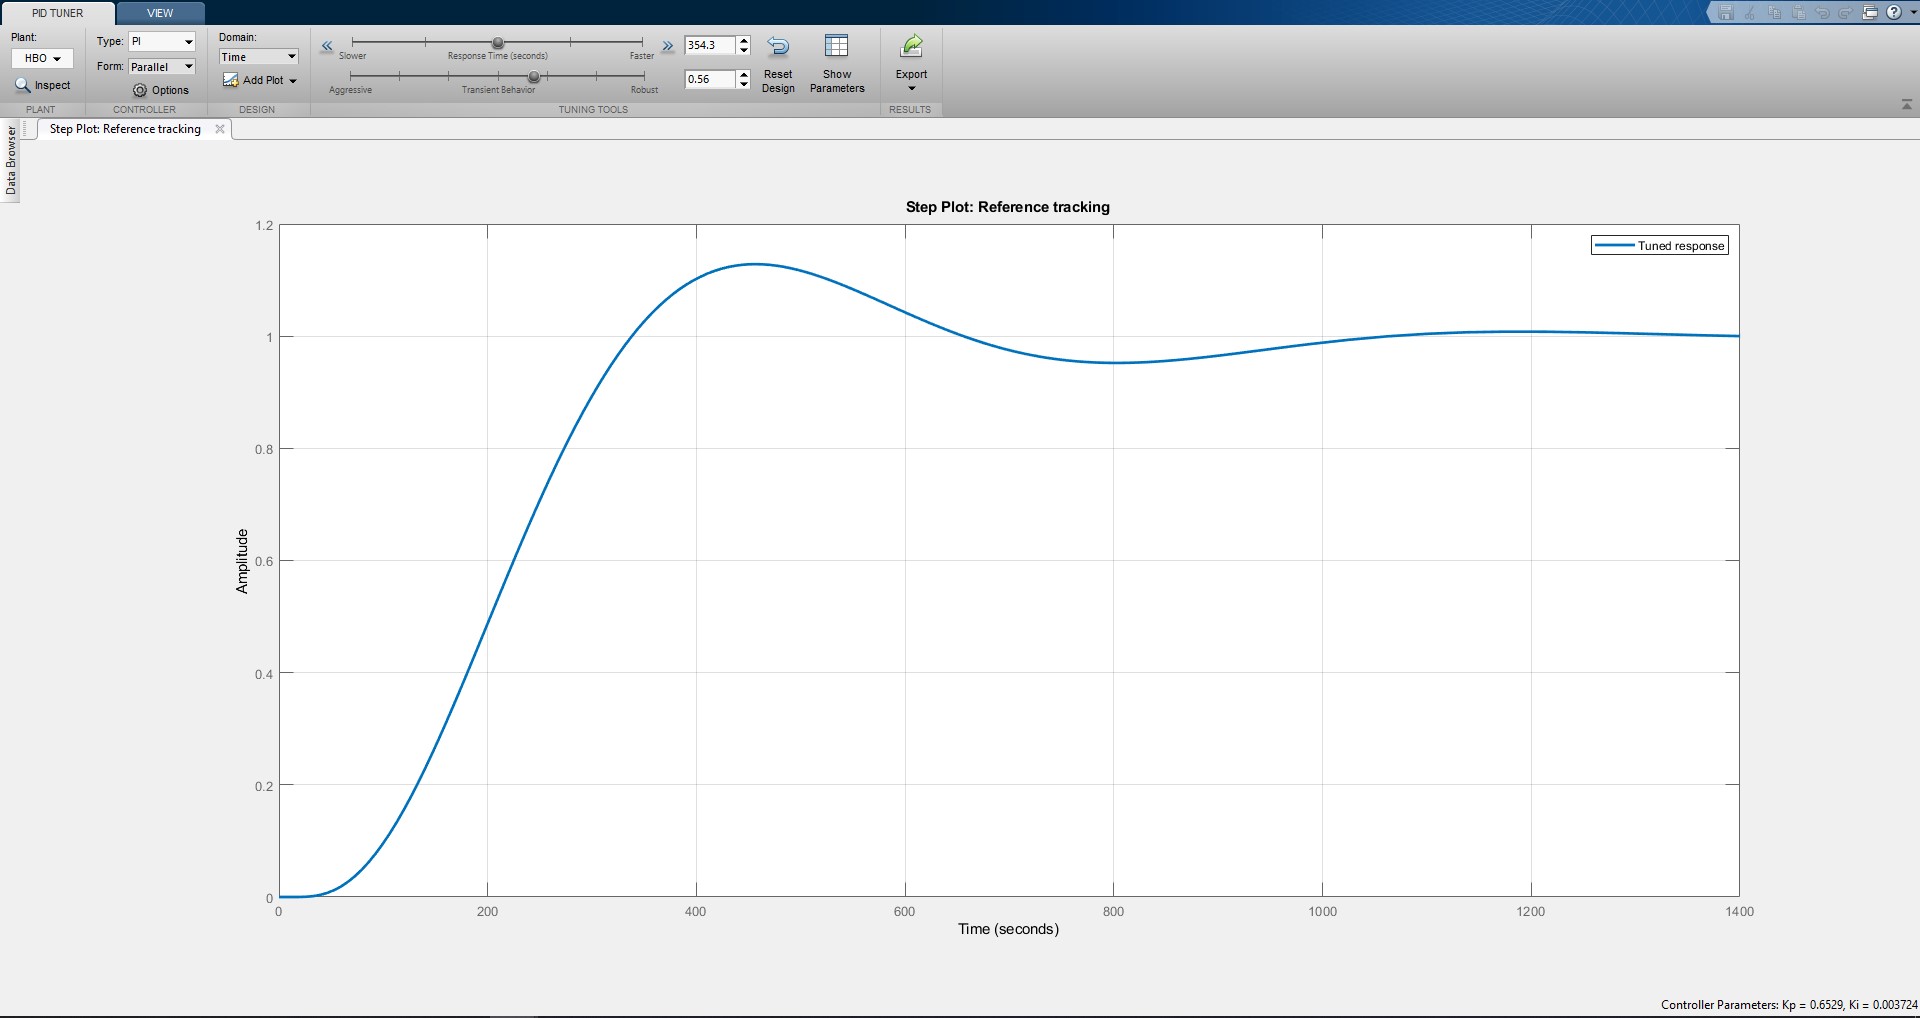 PID TUNER VIEW
Plant: Type: PI Domain:
HBO Form: Parallel Time
Inspect Options Add Plot
Slower Response Time (seconds) Faster 354.3
Aggressive Transient Behavior Robust 0.56
Reset Design
Show Parameters
Export
PLANT CONTROLLER DESIGN TUNING TOOLS RESULTS
Data Browser
Step Plot: Reference tracking
Step Plot: Reference tracking
Tuned response
1.2
1
0.8
0.6
0.4
0.2
0
Amplitude
0 200 400 600 800 1000 1200 1400
Time (seconds)
Controller Parameters: Kp = 0.6529, Ki = 0.003724